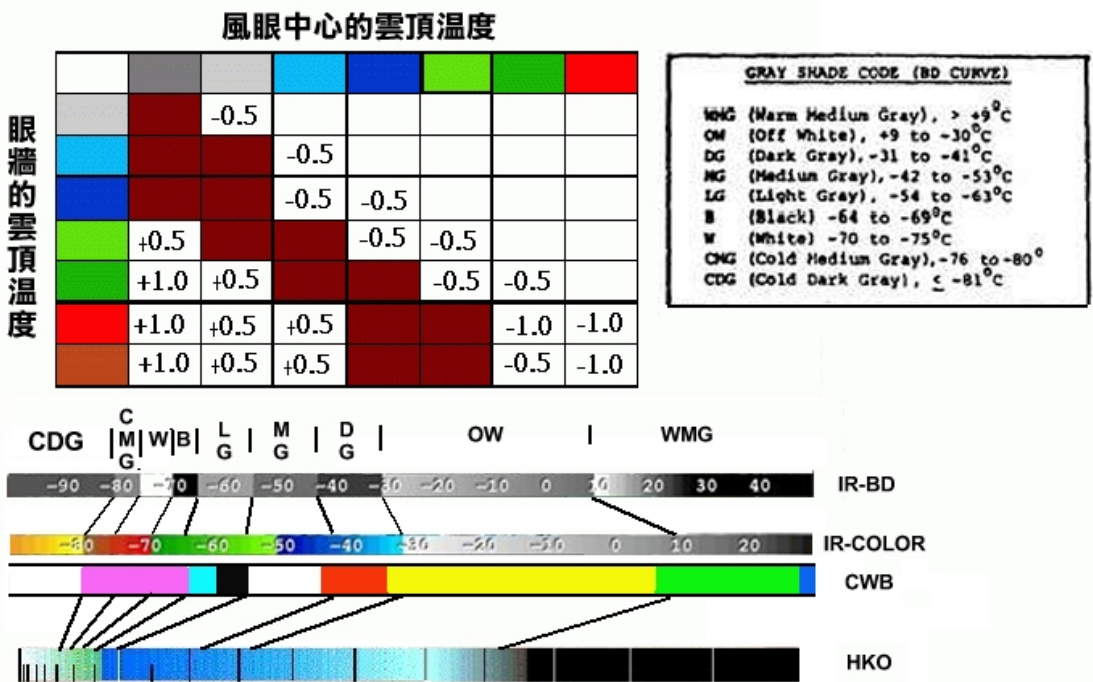 風眼中心的雲頂溫度
眼牆的雲頂溫度
-0.5
-0.5
-0.5 -0.5
+0.5 -0.5 -0.5
+1.0 +0.5 -0.5 -0.5
+1.0 +0.5 +0.5 -1.0 -1.0
+1.0 +0.5 +0.5 -0.5 -1.0
GRAY SHADE CODE (BD CURVE)
WMG (Warm Medium Gray), > +9°C
OW (Off White), +9 to -30°C
DG (Dark Gray),-31 to -41°C
MG (Medium Gray),-42 to -53°C
LG (Light Gray), -54 to -63°C
B (Black) -64 to -69°C
W (White) -70 to -75°C
CMG (Cold Medium Gray),-76 to -80°
CDG (Cold Dark Gray), ≤ -81°C
CDG | CMG | W | B | LG | MG | DG | OW | WMG
-90 -80 -70 -60 -50 -40 -30 -20 -10 0 10 20 30 40 IR-BD
-80 -70 -60 -50 -40 -30 -20 -10 0 10 20 IR-COLOR
CWB
HKO